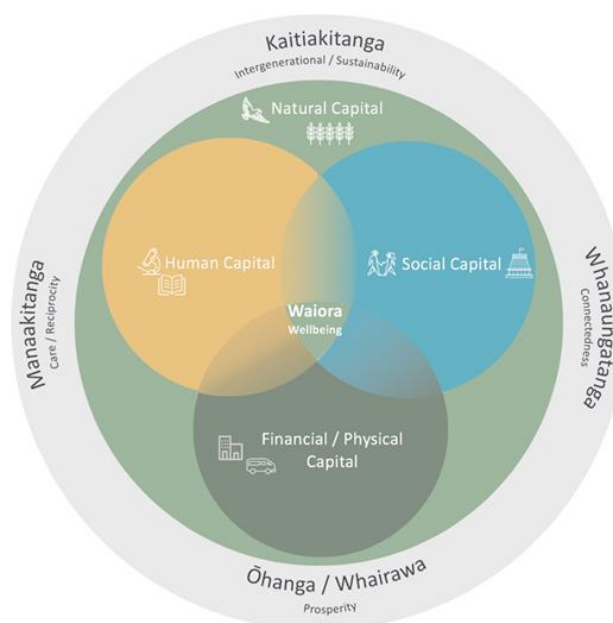 Kaitiakitanga
Intergenerational / Sustainability
Natural Capital
Human Capital
Social Capital
Manaakitanga
Care / Reciprocity
Whanaungatanga
Connectedness
Waiora
Wellbeing
Financial / Physical
Capital
Ōhanga / Whairawa
Prosperity